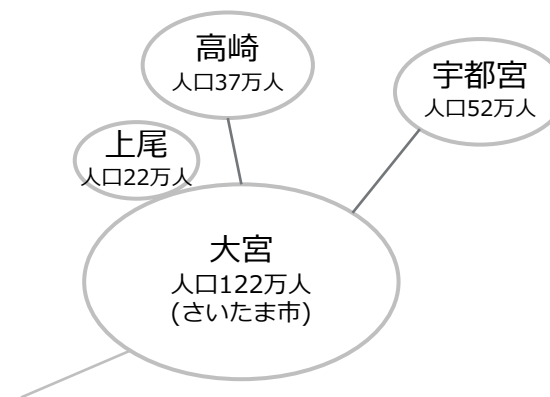 高崎
人口37万人
宇都宮
人口52万人
上尾
人口22万人
大宮
人口122万人
(さいたま市)